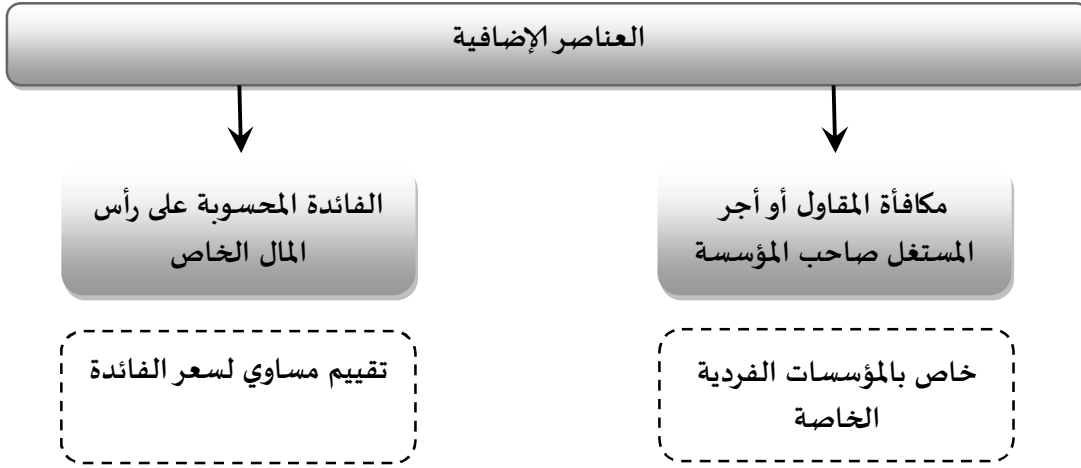 العناصر الإضافية
مكافأة المقاول أو أجر
المستغل صاحب المؤسسة
الفائدة المحسوبة على رأس
المال الخاص
خاص بالمؤسسات الفردية
الخاصة
تقييم مساوي لسعر الفائدة